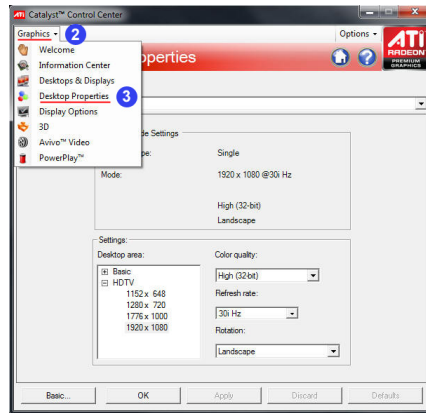 ATI Catalyst™ Control Center
Graphics 2 Options
ATI
RADEON
PREMIUM
GRAPHICS
Welcome
Information Center
Desktops & Displays
Desktop Properties 3
Display Options
3D
Avivo™ Video
PowerPlay™
operties
de Settings
pe: Single
Mode: 1920 x 1080 @30i Hz
High (32-bit)
Landscape
Settings:
Desktop area: Color quality:
Basic High (32-bit)
HDTV
1152 x 648 Refresh rate:
1280 x 720
1776 x 1000 30i Hz
1920 x 1080 Rotation:
Landscape
Basic... OK Apply Discard Defaults